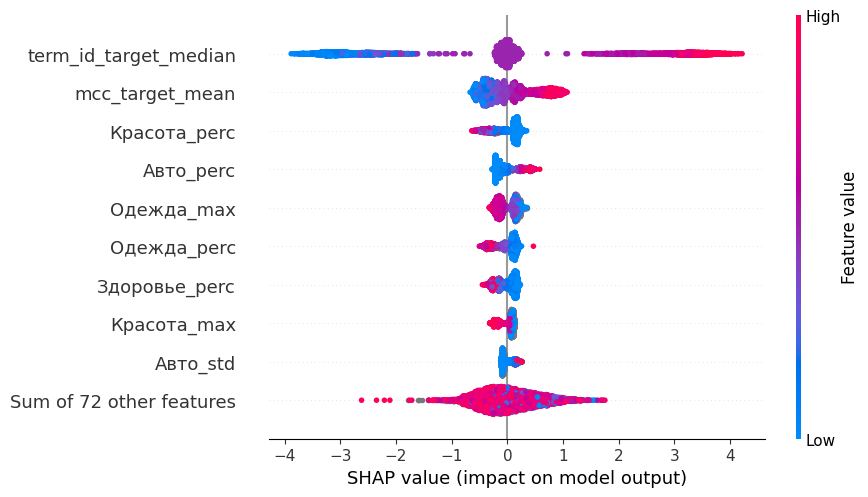 High
term_id_target_median
mcc_target_mean
Красота_perc
Авто_perc
Одежда_max
Одежда_perc
Здоровье_perc
Красота_max
Авто_std
Sum of 72 other features
Feature value
Low
−4 −3 −2 −1 0 1 2 3 4
SHAP value (impact on model output)